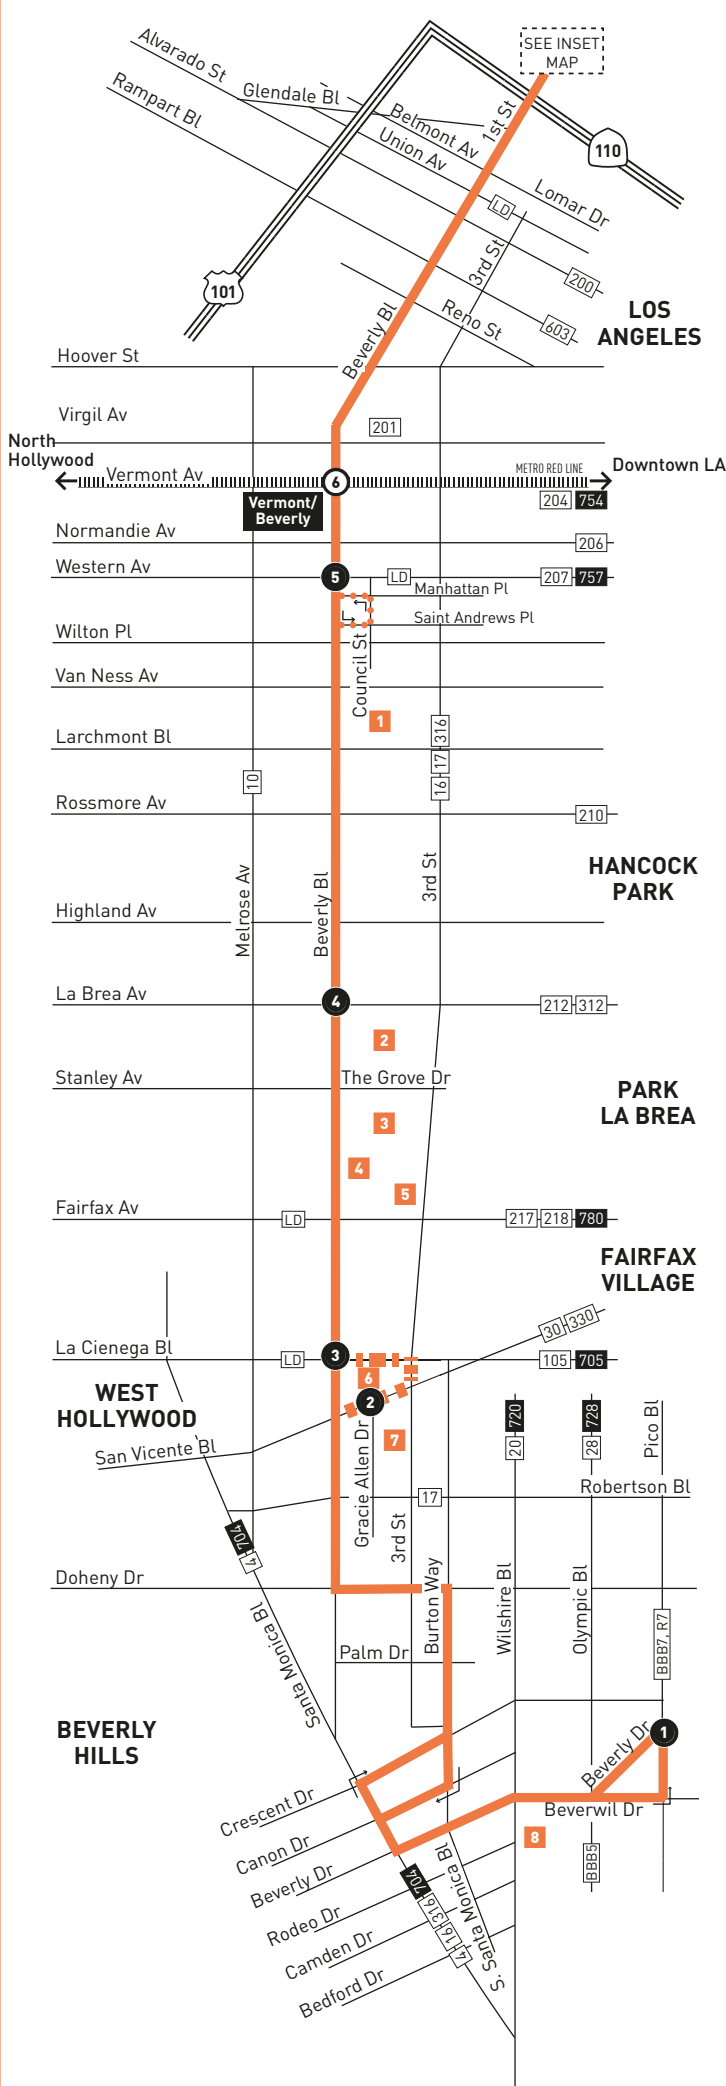 SEE INSET
MAP
Alvarado St
Glendale Bl
Rampart Bl
Belmont Av
Union Av
1st St
110
Lomar Dr
LD
3rd St
200
101
Reno St
603
LOS
ANGELES
Beverly Bl
Hoover St
Virgil Av
201
North
Hollywood
Vermont Av
METRO RED LINE
Downtown LA
6
Vermont/
Beverly
204 754
Normandie Av
206
Western Av
5
LD
207 757
Manhattan Pl
Saint Andrews Pl
Wilton Pl
Council St
Van Ness Av
1
Larchmont Bl
16 17 316
10
Rossmore Av
210
3rd St
HANCOCK
PARK
Melrose Av
Beverly Bl
Highland Av
La Brea Av
4
212 312
2
Stanley Av
The Grove Dr
PARK
LA BREA
3
4
5
Fairfax Av
LD
217 218 780
FAIRFAX
VILLAGE
30 330
La Cienega Bl
LD
3
105 705
6
WEST
HOLLYWOOD
2
20 720
28 728
Pico Bl
San Vicente Bl
Gracie Allen Dr
7
Robertson Bl
17
704
4
3rd St
Doheny Dr
Burton Way
Wilshire Bl
Olympic Bl
Santa Monica Bl
Palm Dr
BBB7, R7
BEVERLY
HILLS
1
Beverly Dr
Crescent Dr
Beverwil Dr
Canon Dr
8
Beverly Dr
BBB5
704
316
16
4
Rodeo Dr
S. Santa Monica Bl
Camden Dr
Bedford Dr